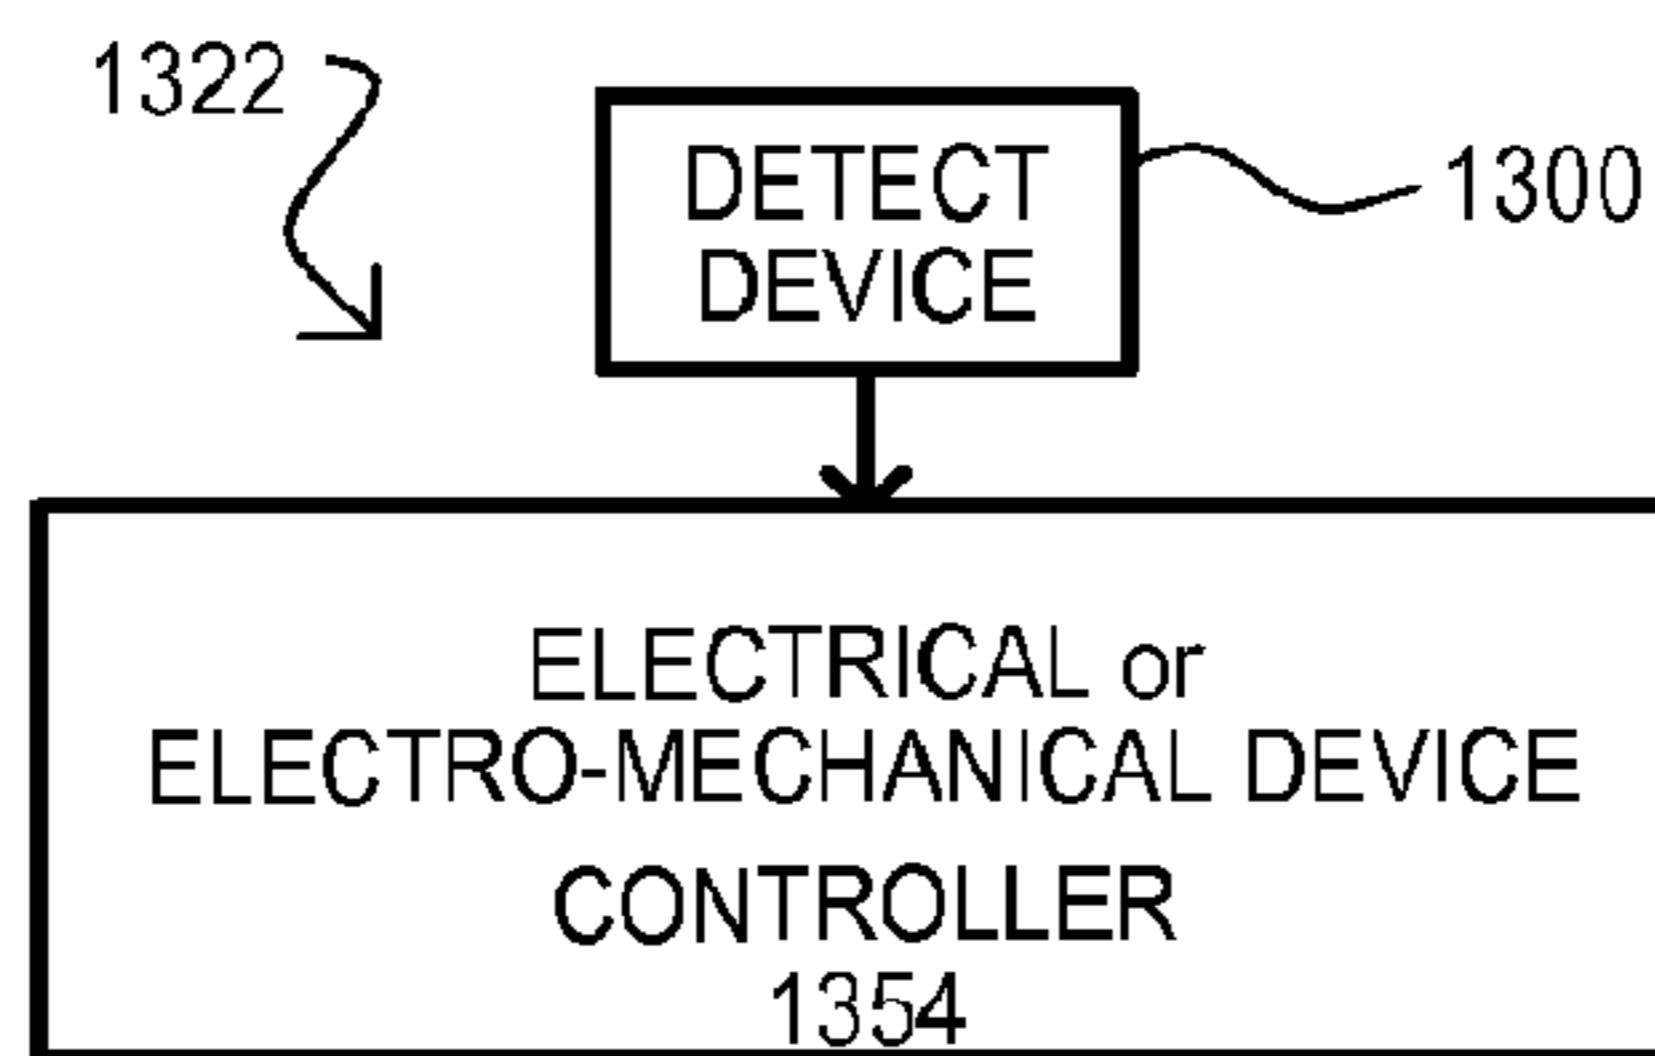 1322
DETECT
DEVICE
1300
ELECTRICAL or
ELECTRO-MECHANICAL DEVICE
CONTROLLER
1354